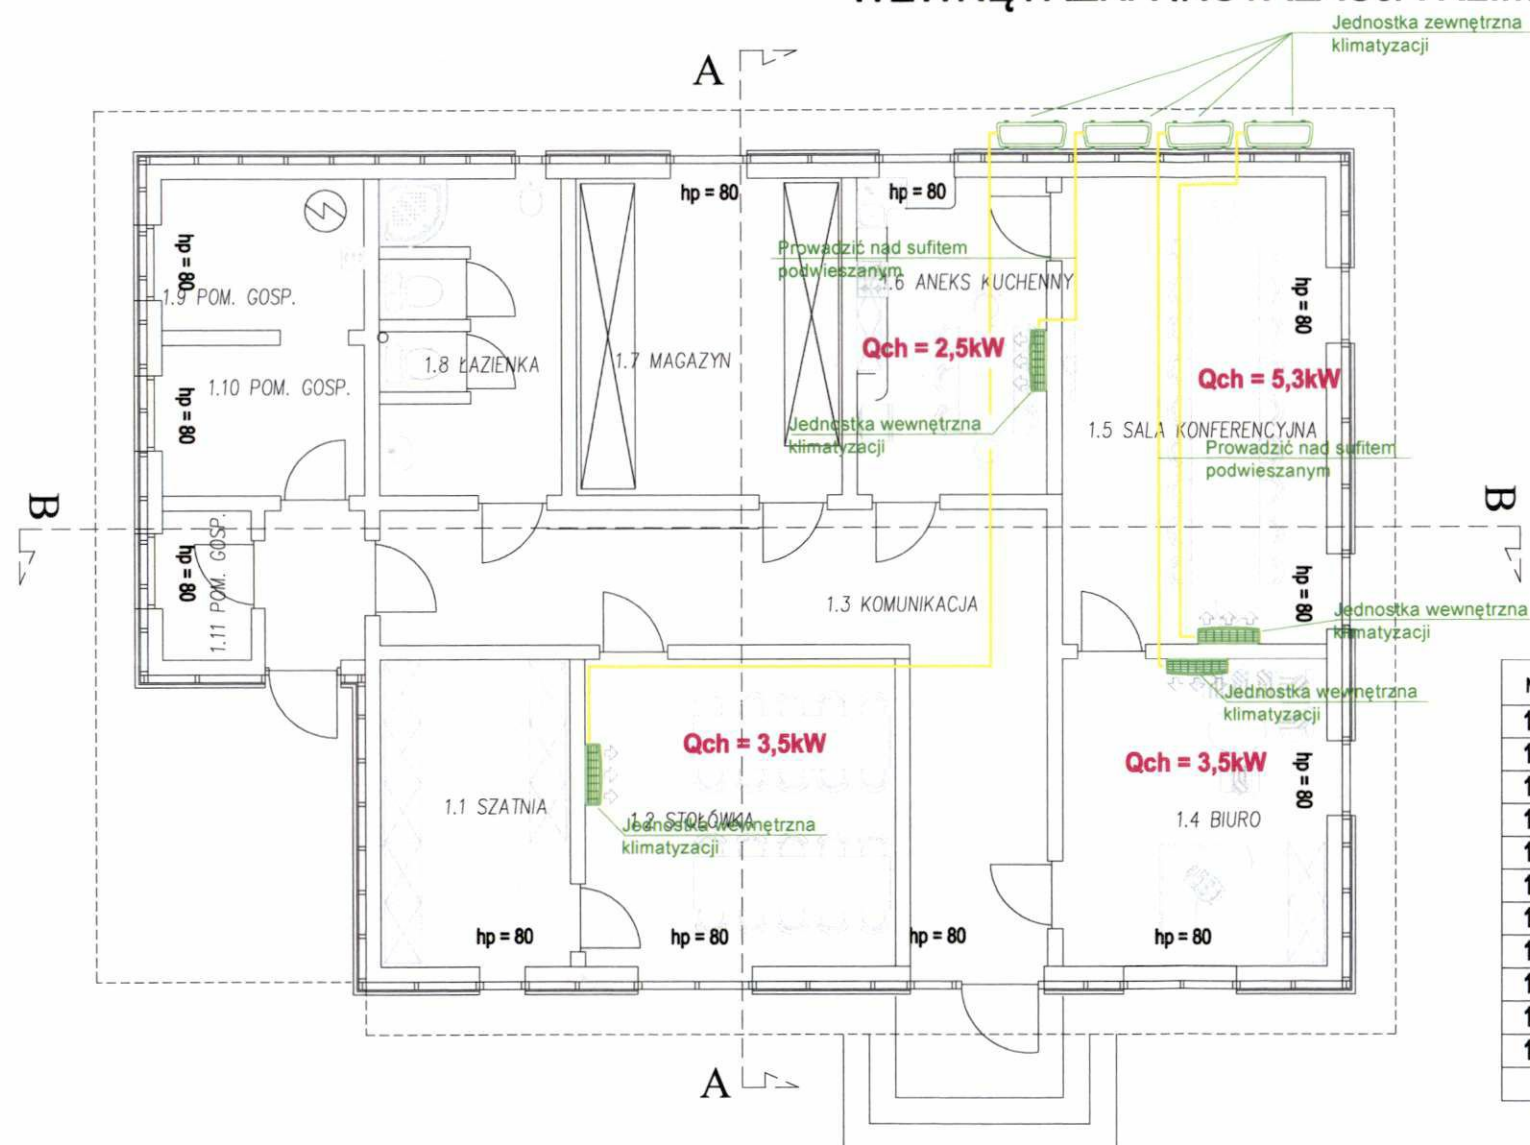 Jednostka zewnętrzna
klimatyzacji
A
hp = 80
hp = 80
Prowadzić nad sufitem
podwieszanym
hp = 80
1.9 POM. GOSP.
1.6 ANEKS KUCHENNY
hp = 80
Qch = 2,5kW
1.8 ŁAZIENKA
1.7 MAGAZYN
Qch = 5,3kW
1.10 POM. GOSP.
hp = 80
Jednostka wewnętrzna
klimatyzacji
1.5 SALA KONFERENCYJNA
Prowadzić nad sufitem
podwieszanym
B
B
1.11 POM. GOSP.
hp = 80
hp = 80
1.3 KOMUNIKACJA
Jednostka wewnętrzna
klimatyzacji
Jednostka wewnętrzna
klimatyzacji
Qch = 3,5kW
Qch = 3,5kW
hp = 80
1.1 SZATNIA
1.2 STOŁÓWKA
Jednostka wewnętrzna
klimatyzacji
1.4 BIURO
hp = 80
hp = 80
hp = 80
hp = 80
A